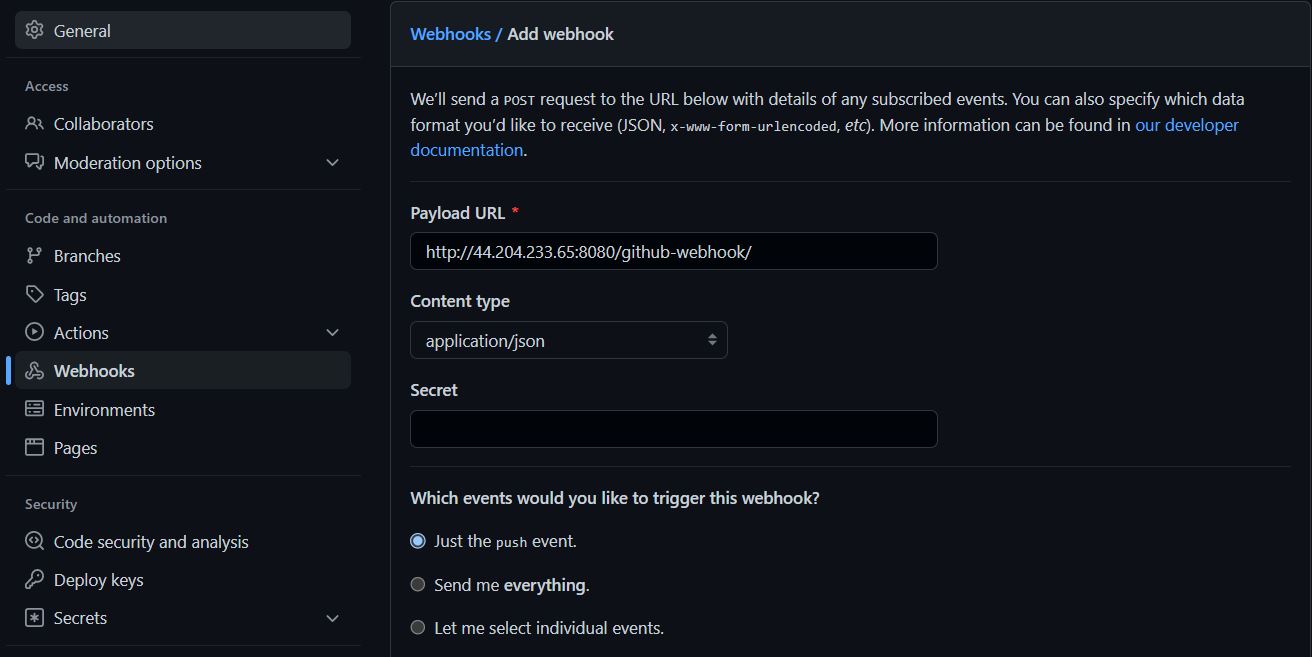 General
Access
Collaborators
Moderation options
Code and automation
Branches
Tags
Actions
Webhooks
Environments
Pages
Security
Code security and analysis
Deploy keys
Secrets
Webhooks / Add webhook
We’ll send a POST request to the URL below with details of any subscribed events. You can also specify which data
format you’d like to receive (JSON, x-www-form-urlencoded, etc). More information can be found in our developer
documentation.
Payload URL *
http://44.204.233.65:8080/github-webhook/
Content type
application/json
Secret
Which events would you like to trigger this webhook?
Just the push event.
Send me everything.
Let me select individual events.